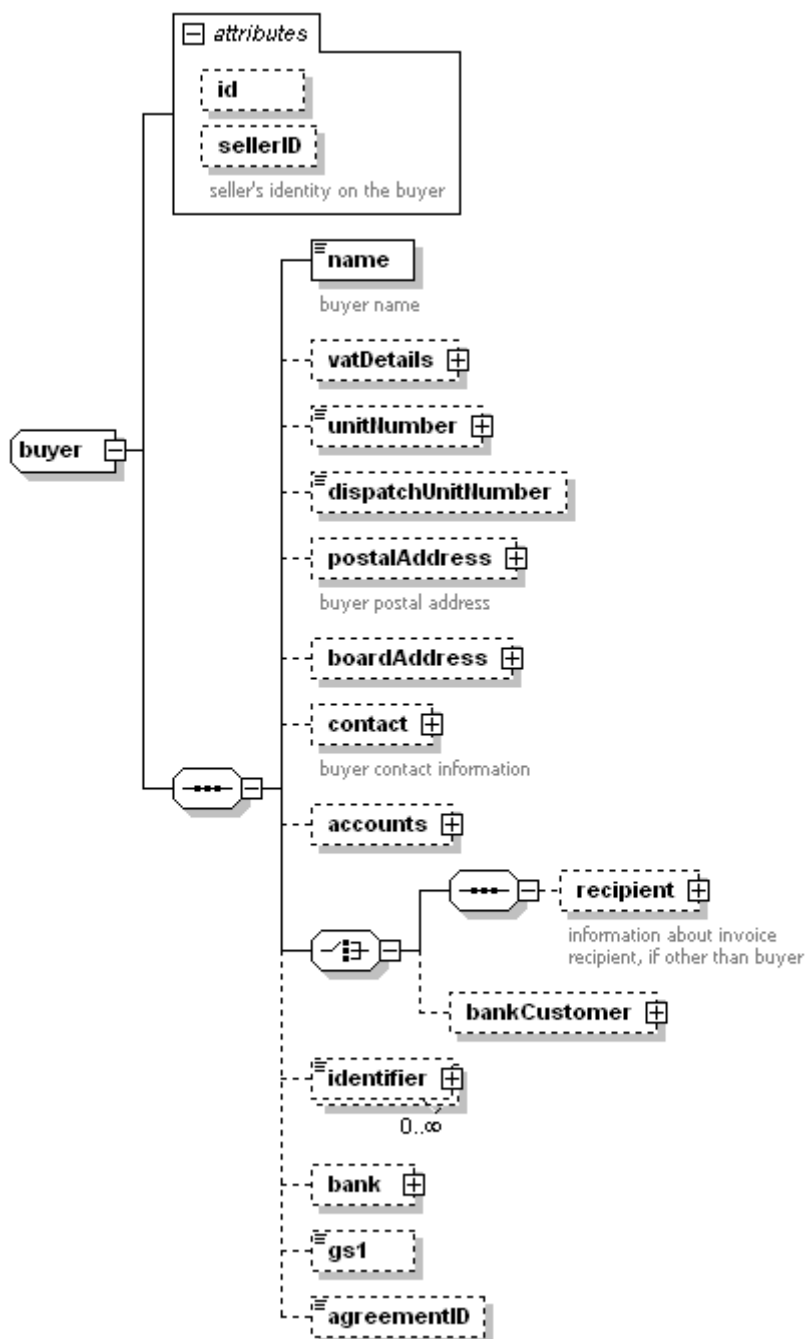 attributes
id
sellerID
seller's identity on the buyer
name
buyer name
vatDetails
unitNumber
buyer
dispatchUnitNumber
postalAddress
buyer postal address
boardAddress
contact
buyer contact information
accounts
recipient
information about invoice
recipient, if other than buyer
bankCustomer
identifier
0..∞
bank
gs1
agreementID